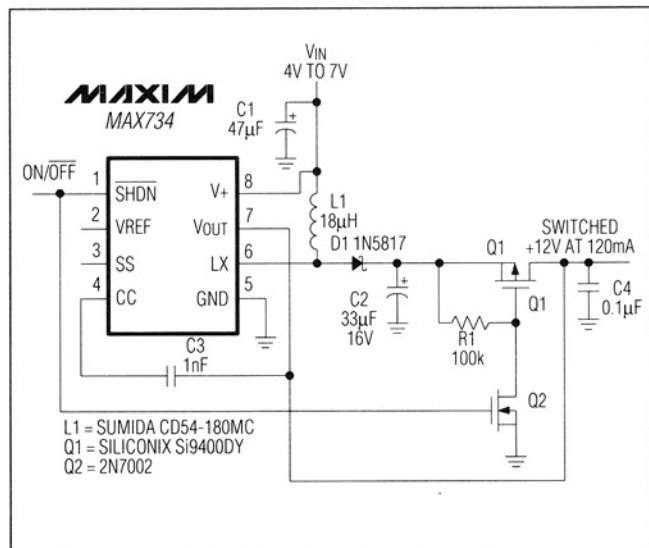 VIN
4V TO 7V
MAXIM
MAX734
C1
47µF
ON/OFF
1
SHDN
V+
8
2
VREF
VOUT
7
3
SS
LX
6
4
CC
GND
5
L1
18µH
D1 1N5817
C2
33µF
16V
Q1
Q1
SWITCHED
+12V AT 120mA
C4
0.1µF
R1
100k
C3
1nF
Q2
L1 = SUMIDA CD54-180MC
Q1 = SILICONIX Si9400DY
Q2 = 2N7002